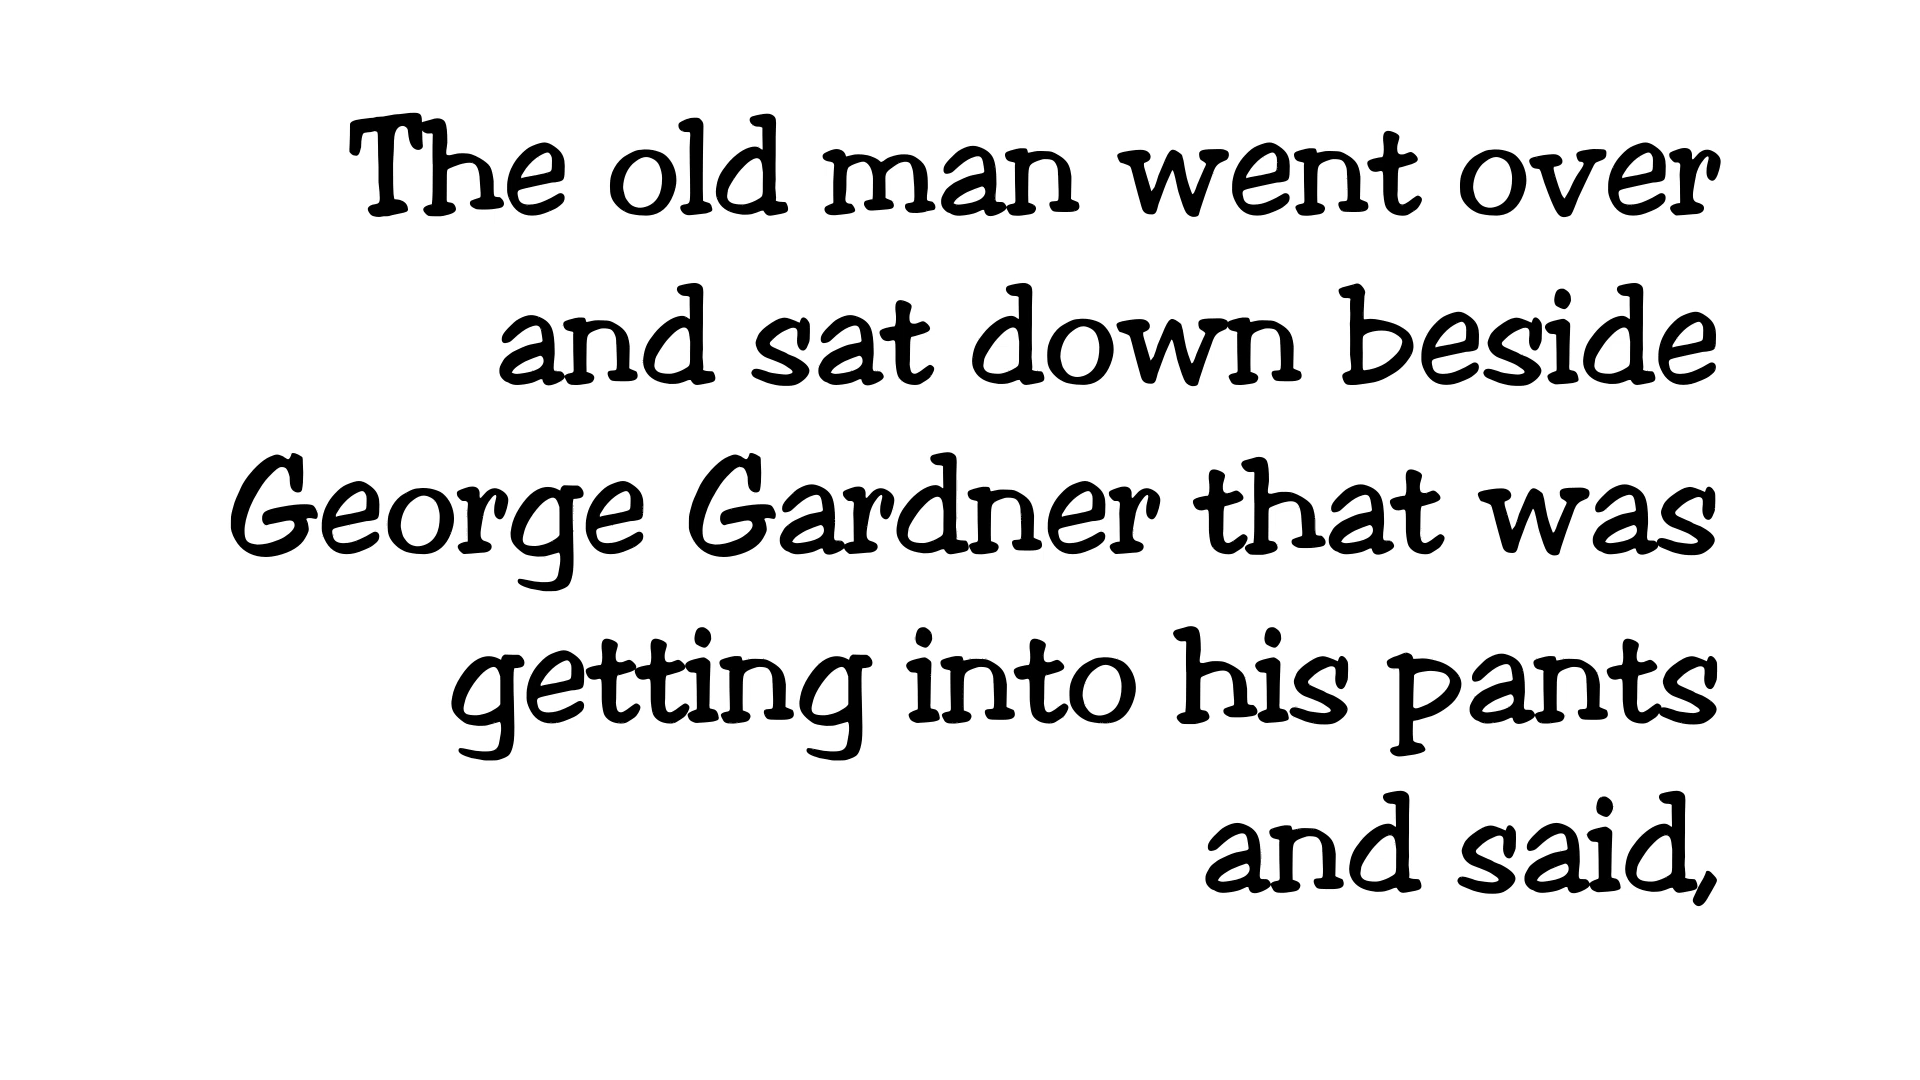 The old man went over
and sat down beside
George Gardner that was
getting into his pants
and said,